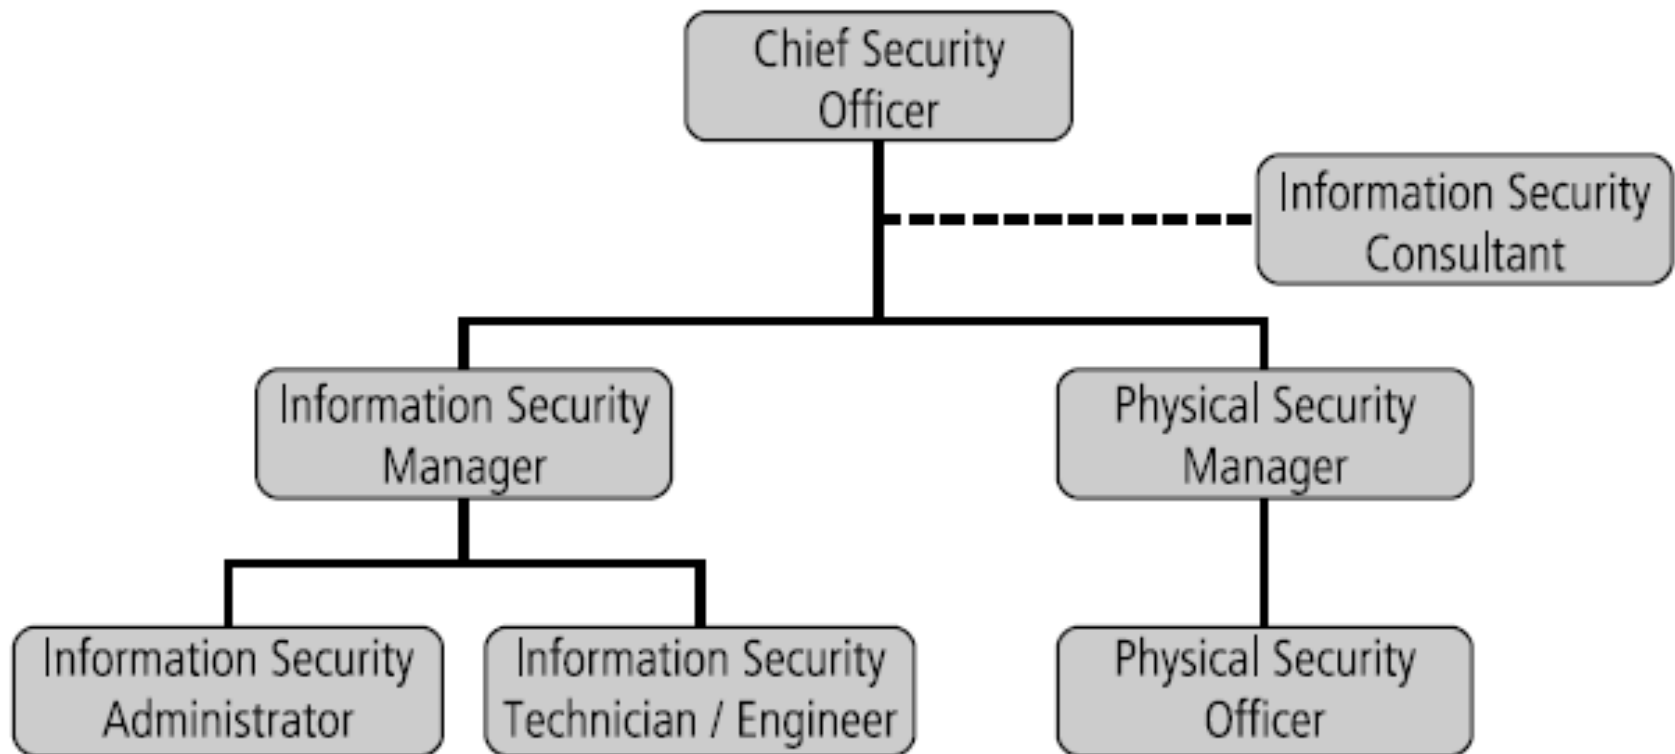 Chief Security
Officer
Information Security
Consultant
Information Security
Manager
Physical Security
Manager
Information Security
Administrator
Information Security
Technician / Engineer
Physical Security
Officer